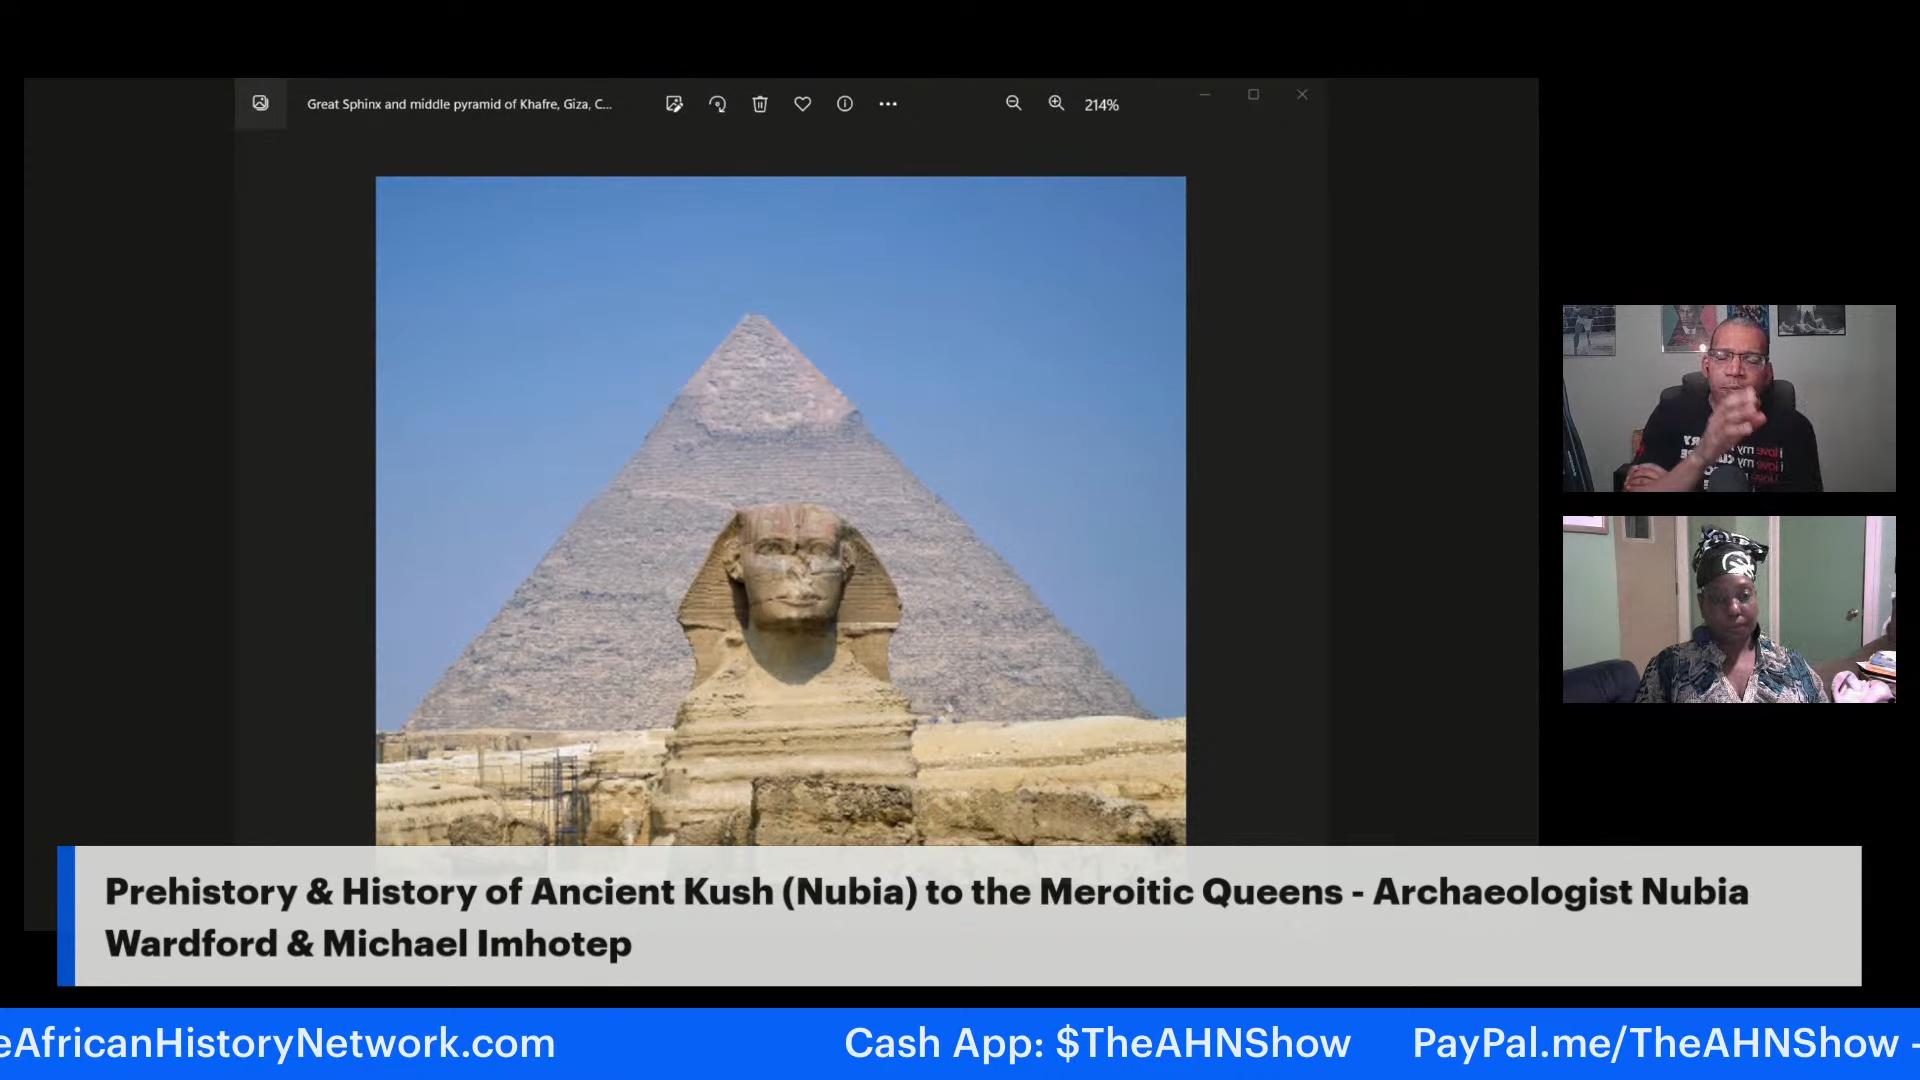 Great Sphinx and middle pyramid of Khafre, Giza, C...
214%
Prehistory & History of Ancient Kush (Nubia) to the Meroitic Queens - Archaeologist Nubia
Wardford & Michael Imhotep
eAfricanHistoryNetwork.com Cash App: $TheAHNShow PayPal.me/TheAHNShow -